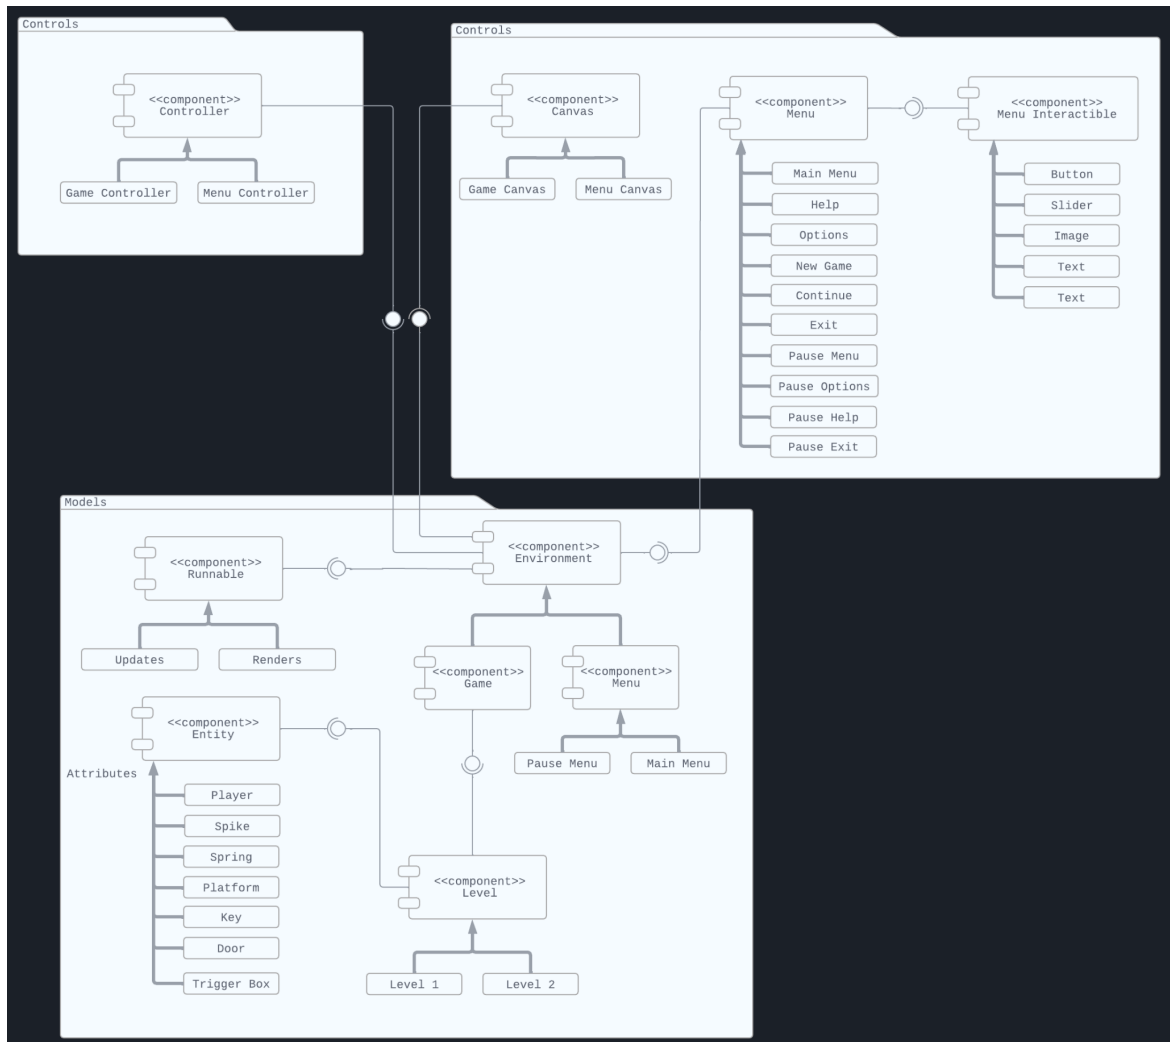 Controls
<<component>>
Controller
Game Controller
Menu Controller
Controls
<<component>>
Canvas
Game Canvas
Menu Canvas
<<component>>
Menu
Main Menu
Help
Options
New Game
Continue
Exit
Pause Menu
Pause Options
Pause Help
Pause Exit
<<component>>
Menu Interactible
Button
Slider
Image
Text
Text
Models
<<component>>
Runnable
Updates
Renders
<<component>>
Environment
<<component>>
Game
<<component>>
Menu
Pause Menu
Main Menu
<<component>>
Entity
Attributes
Player
Spike
Spring
Platform
Key
Door
Trigger Box
<<component>>
Level
Level 1
Level 2